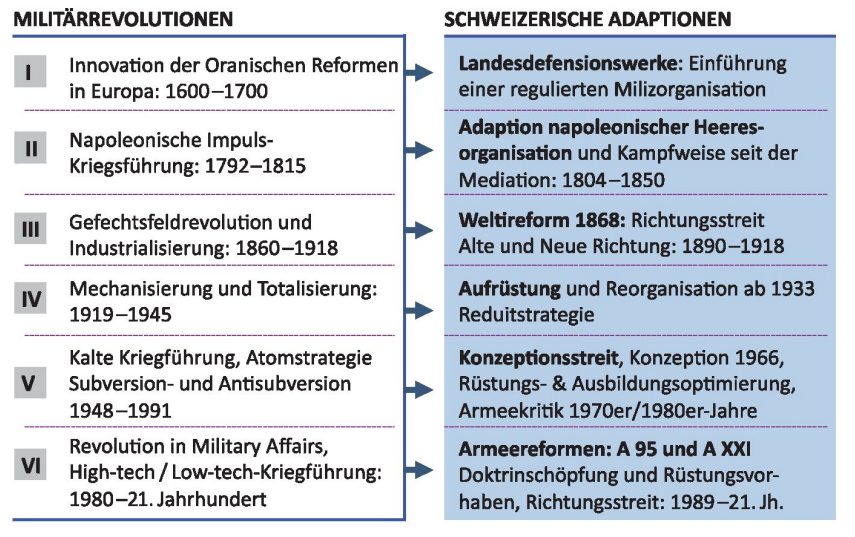 MILITÄRREVOLUTIONEN
SCHWEIZERISCHE ADAPTIONEN
I
Innovation der Oranischen Reformen
in Europa: 1600–1700
Landesdefensionswerke: Einführung
einer regulierten Milizorganisation
II
Napoleonische Impuls-
Kriegsführung: 1792–1815
Adaption napoleonischer Heeres-
organisation und Kampfweise seit der
Mediation: 1804–1850
III
Gefechtsfeldrevolution und
Industrialisierung: 1860–1918
Weltireform 1868: Richtungsstreit
Alte und Neue Richtung: 1890–1918
IV
Mechanisierung und Totalisierung:
1919–1945
Aufrüstung und Reorganisation ab 1933
Reduitstrategie
V
Kalte Kriegführung, Atomstrategie
Subversion- und Antisubversion
1948–1991
Konzeptionsstreit, Konzeption 1966,
Rüstungs- & Ausbildungsoptimierung,
Armeekritik 1970er/1980er-Jahre
VI
Revolution in Military Affairs,
High-tech / Low-tech-Kriegführung:
1980–21. Jahrhundert
Armeereformen: A 95 und A XXI
Doktrinschöpfung und Rüstungsvor-
haben, Richtungsstreit: 1989–21. Jh.